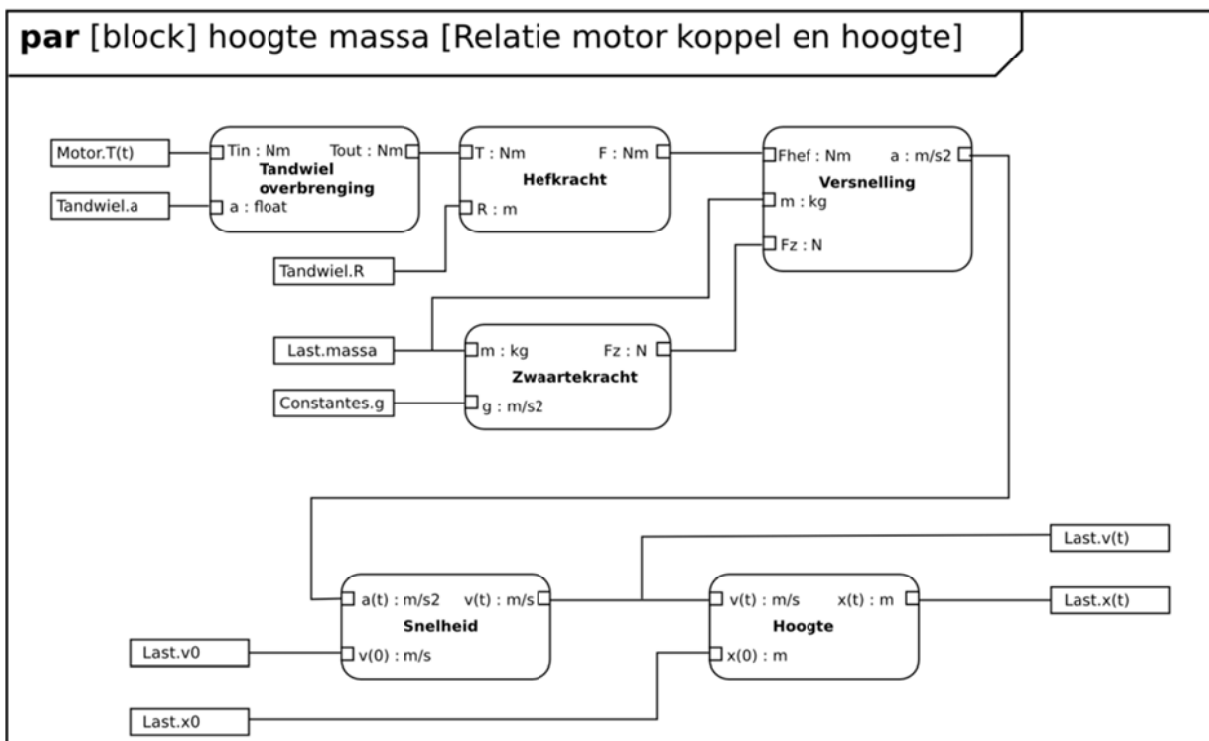 par [block] hoogte massa [Relatie motor koppel en hoogte]
Motor.T(t)
Tandwiel.a
Tin : Nm Tout : Nm
Tandwiel
overbrenging
a : float
T : Nm F : Nm
Hefkracht
R : m
Fhef : Nm a : m/s2
Versnelling
m : kg
Fz : N
Tandwiel.R
Last.massa
Constantes.g
m : kg Fz : N
Zwaartekracht
g : m/s2
Last.v(t)
a(t) : m/s2 v(t) : m/s
Snelheid
v(0) : m/s
v(t) : m/s x(t) : m
Hoogte
x(0) : m
Last.x(t)
Last.v0
Last.x0